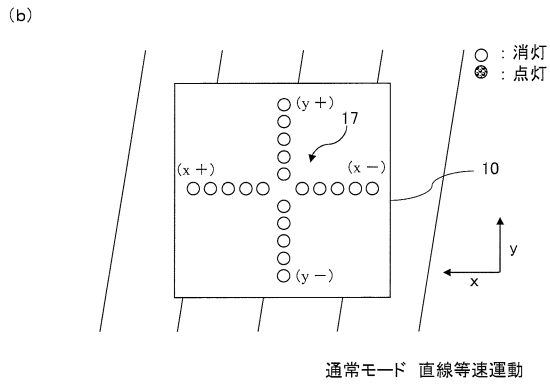 (b)
○ : 消灯
: 点灯
(y+)
17
(x+)
(x-)
10
(y-)
y
x
通常モード 直線等速運動